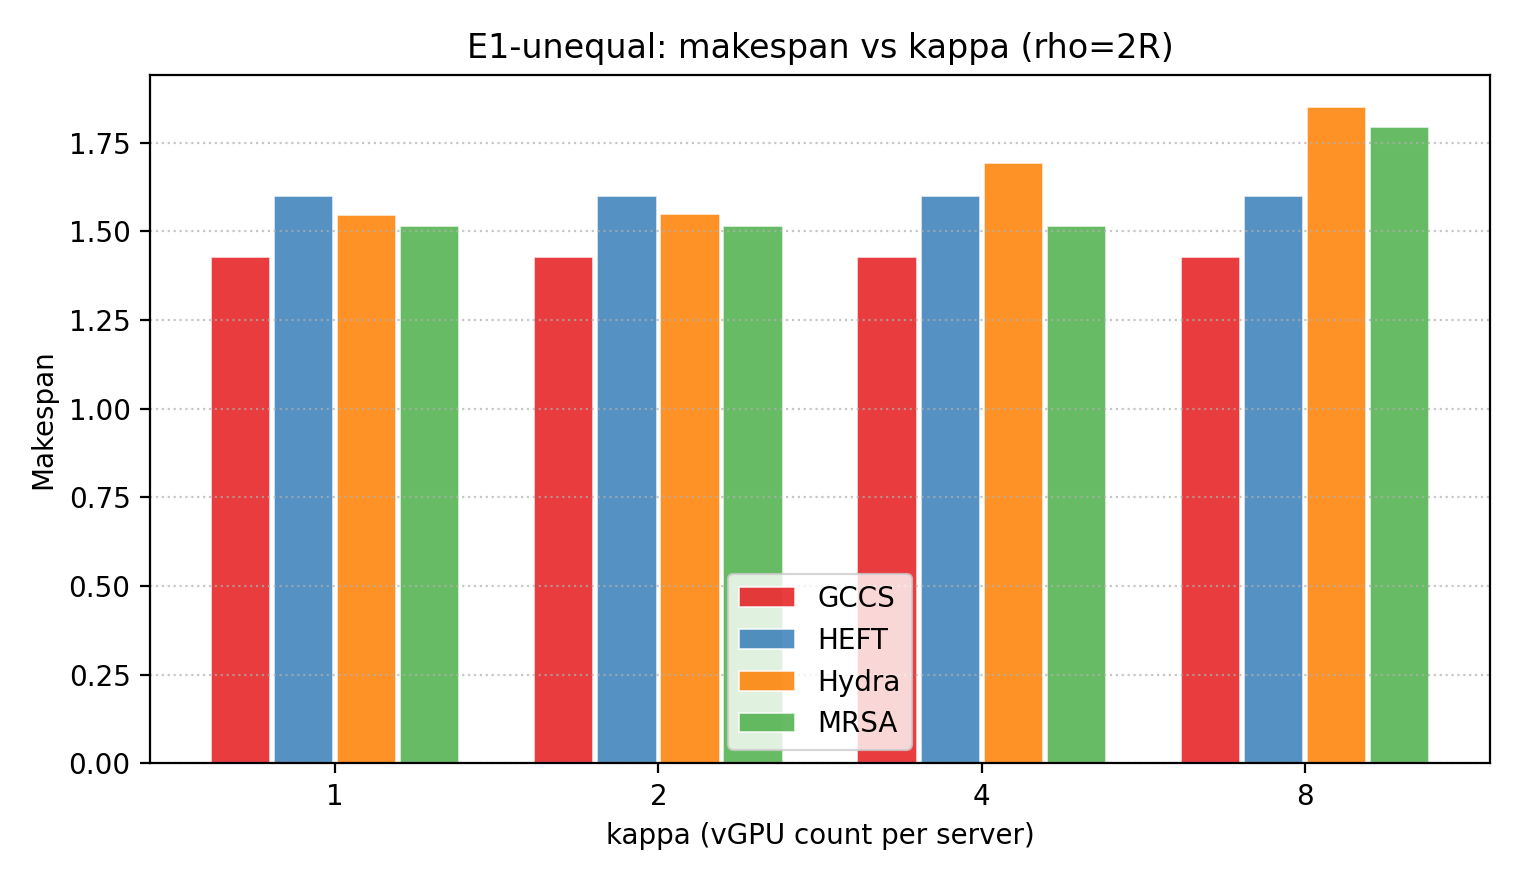 E1-unequal: makespan vs kappa (rho=2R)
Makespan
1.75
1.50
1.25
1.00
0.75
0.50
0.25
0.00
GCCS
HEFT
Hydra
MRSA
1 2 4 8
kappa (vGPU count per server)